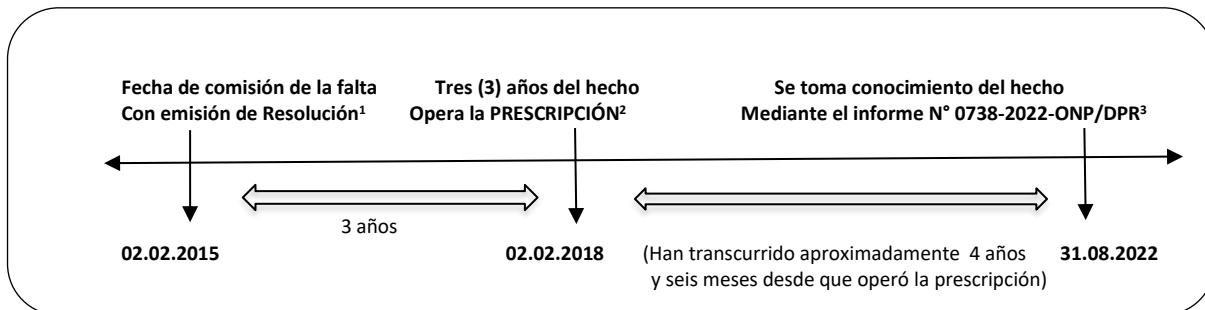 Fecha de comisión de la falta
Con emisión de Resolución¹
Tres (3) años del hecho
Opera la PRESCRIPCIÓN²
Se toma conocimiento del hecho
Mediante el informe N° 0738-2022-ONP/DPR³
3 años
02.02.2015
02.02.2018
(Han transcurrido aproximadamente 4 años
y seis meses desde que operó la prescripción)
31.08.2022